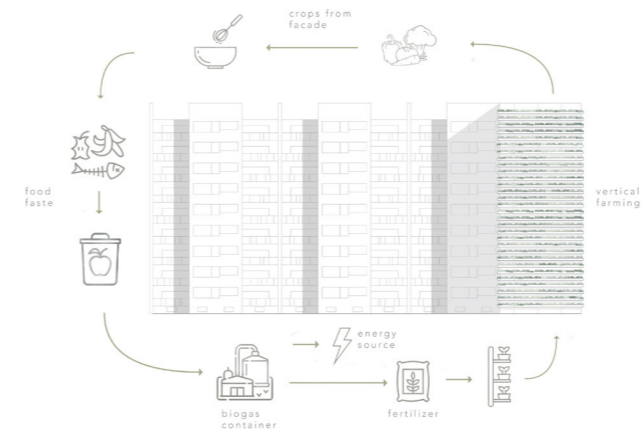 crops from
facade
food
faste
vertical
farming
energy
source
biogas
container
fertilizer